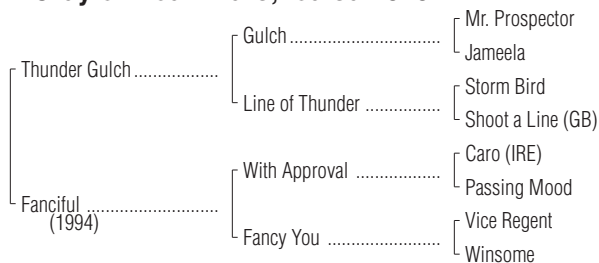 Mr. Prospector
Gulch
Jameela
Thunder Gulch
Storm Bird
Line of Thunder
Shoot a Line (GB)
Caro (IRE)
With Approval
Passing Mood
Fanciful
(1994)
Vice Regent
Fancy You
Winsome